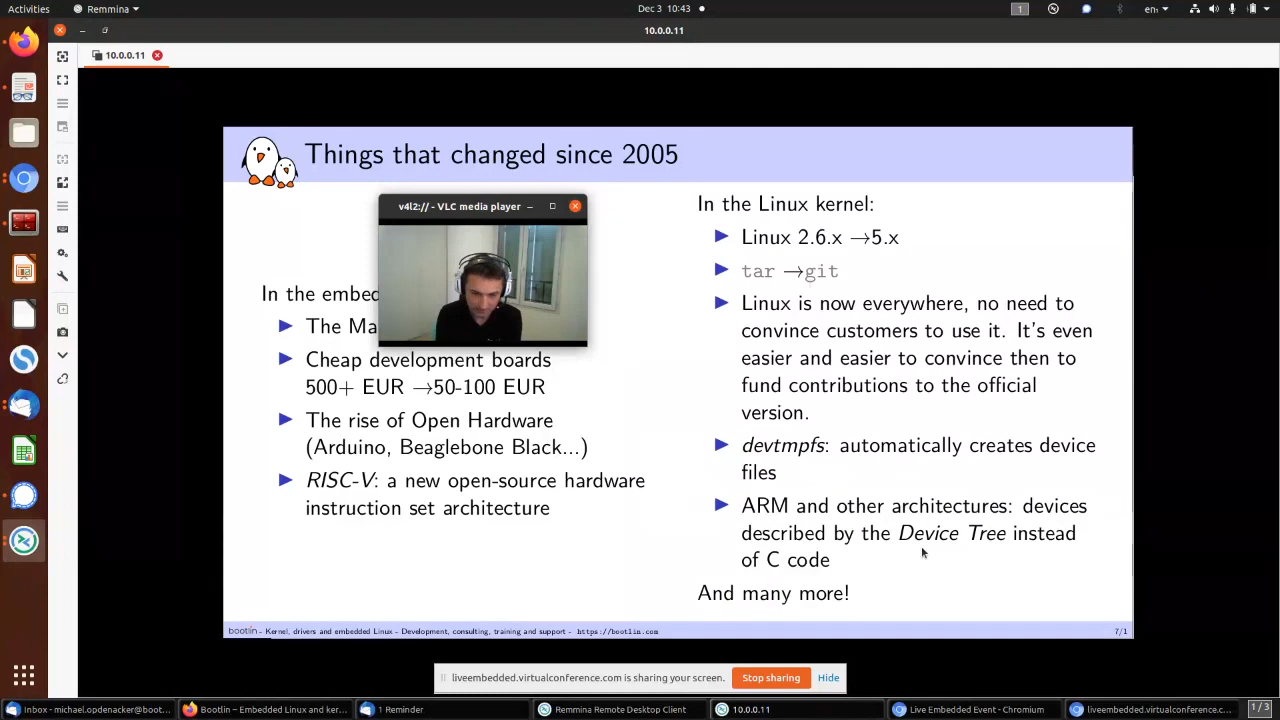 Activities
Remmina
Dec 3 10:43
1
en
10.0.0.11
10.0.0.11
Things that changed since 2005
v4l2:// - VLC media player
In the embed
The Ma
Cheap development boards
500+ EUR →50-100 EUR
The rise of Open Hardware
(Arduino, Beaglebone Black...)
RISC-V: a new open-source hardware
instruction set architecture
In the Linux kernel:
Linux 2.6.x →5.x
tar →git
Linux is now everywhere, no need to
convince customers to use it. It's even
easier and easier to convince then to
fund contributions to the official
version.
devtmpfs: automatically creates device
files
ARM and other architectures: devices
described by the Device Tree instead
of C code
And many more!
bootlin - Kernel, drivers and embedded Linux - Development, consulting, training and support - https://bootlin.com
7/1
liveembedded.virtualconference.com is sharing your screen.
Stop sharing
Hide
Inbox - michael.opdenacker@boot...
Bootlin – Embedded Linux and ker...
1 Reminder
Remmina Remote Desktop Client
10.0.0.11
Live Embedded Event - Chromium
liveembedded.virtualconference.c...
1 / 3